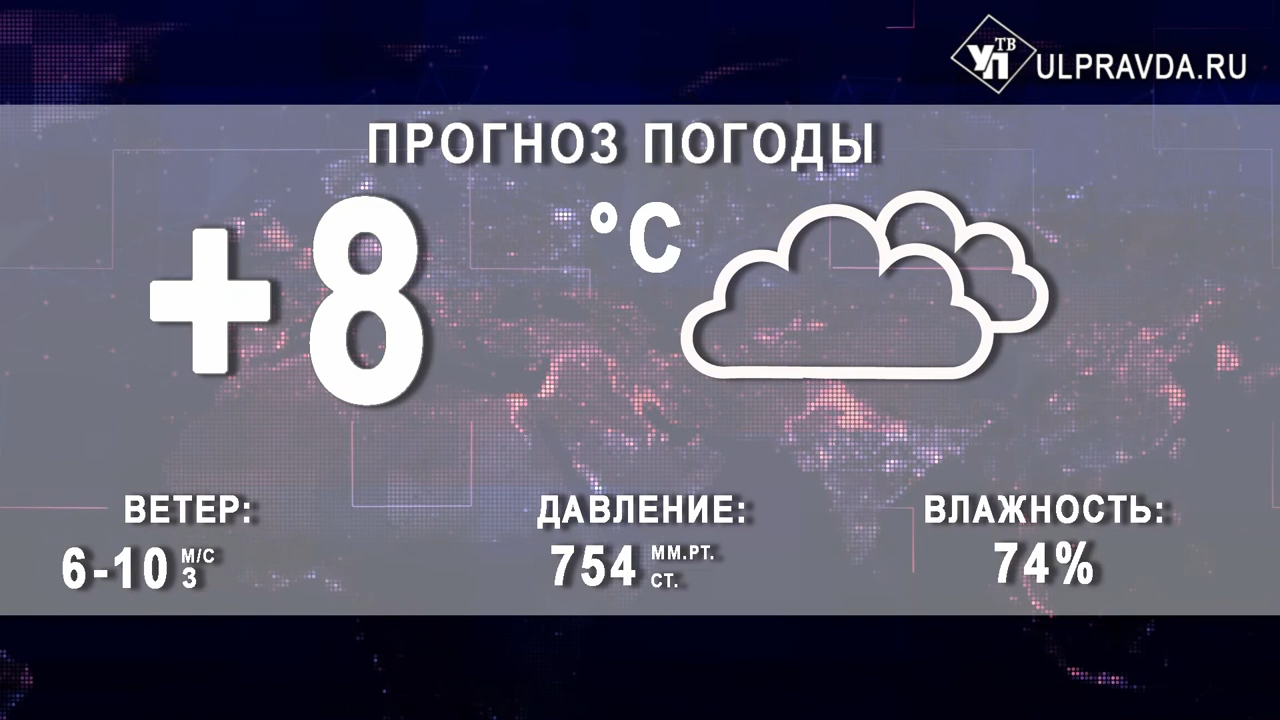 УП ТВ ULPRAVDA.RU
ПРОГНОЗ ПОГОДЫ
+8 °C
ВЕТЕР: ДАВЛЕНИЕ: ВЛАЖНОСТЬ:
6-10 М/С З 754 ММ.РТ. СТ. 74%